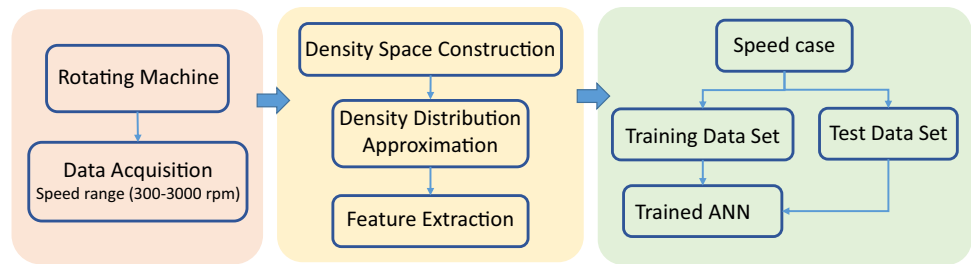 Rotating Machine
Data Acquisition
Speed range (300-3000 rpm)
Density Space Construction
Density Distribution
Approximation
Feature Extraction
Speed case
Training Data Set
Test Data Set
Trained ANN